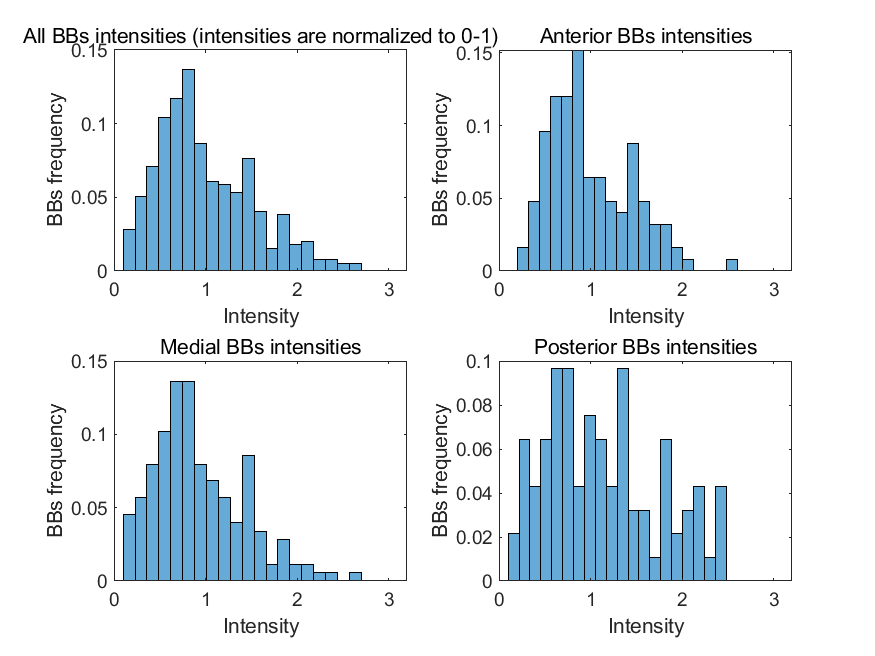 All BBs intensities (intensities are normalized to 0-1)
0.15
0.1
0.05
0
BBs frequency
0 1 2 3
Intensity
Anterior BBs intensities
0.15
0.1
0.05
0
BBs frequency
0 1 2 3
Intensity
Medial BBs intensities
0.15
0.1
0.05
0
BBs frequency
0 1 2 3
Intensity
Posterior BBs intensities
0.1
0.08
0.06
0.04
0.02
0
BBs frequency
0 1 2 3
Intensity